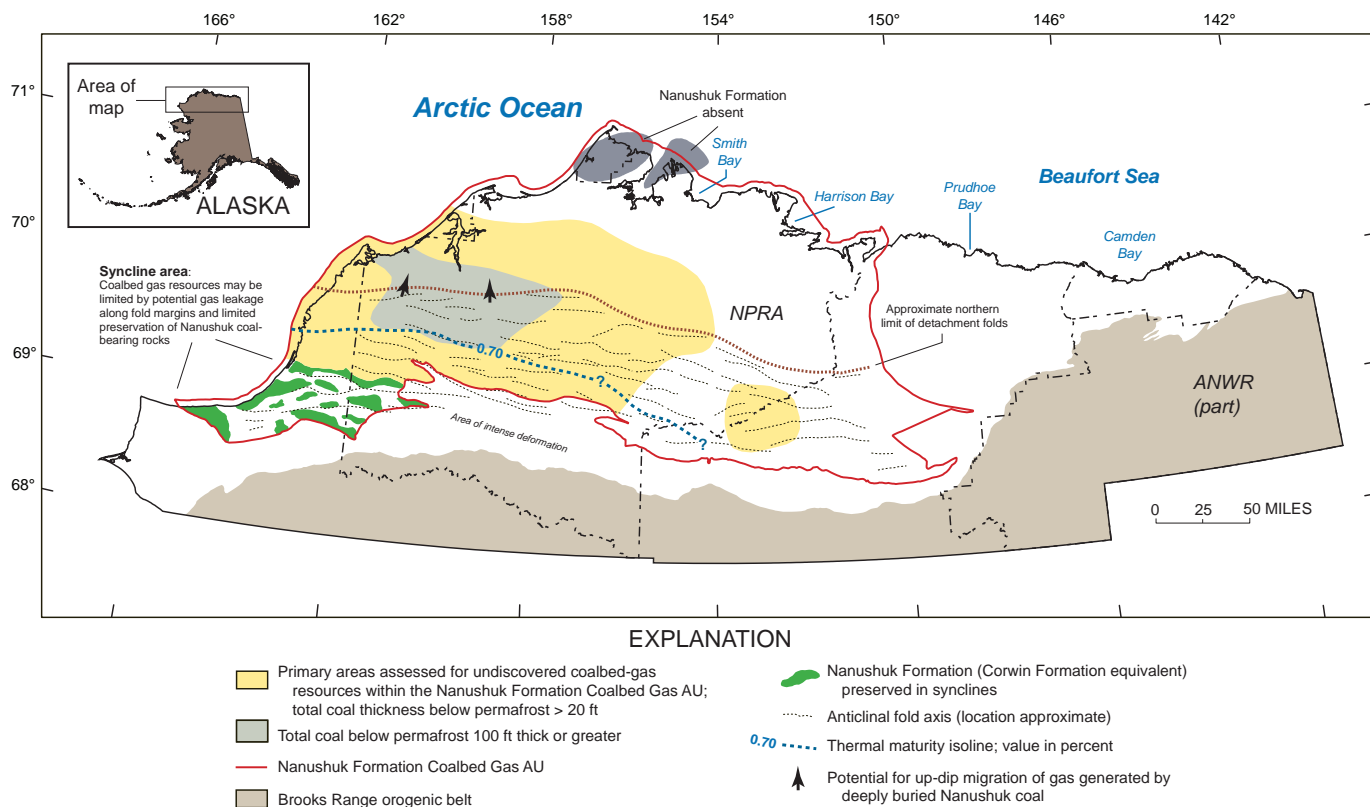 166°
162°
158°
154°
150°
146°
142°
71°
70°
69°
68°
Area of
map
ALASKA
Arctic Ocean
Nanushuk Formation
absent
Smith
Bay
Harrison Bay
Prudhoe
Bay
Beaufort Sea
Camden
Bay
Syncline area:
Coalbed gas resources may be
limited by potential gas leakage
along fold margins and limited
preservation of Nanushuk coal-
bearing rocks
NPRA
Approximate northern
limit of detachment folds
0.70
?
?
Area of intense deformation
ANWR
(part)
0 25 50 MILES
EXPLANATION
Primary areas assessed for undiscovered coalbed-gas
resources within the Nanushuk Formation Coalbed Gas AU;
total coal thickness below permafrost > 20 ft
Total coal below permafrost 100 ft thick or greater
Nanushuk Formation Coalbed Gas AU
Brooks Range orogenic belt
Nanushuk Formation (Corwin Formation equivalent)
preserved in synclines
Anticlinal fold axis (location approximate)
0.70 Thermal maturity isoline; value in percent
Potential for up-dip migration of gas generated by
deeply buried Nanushuk coal